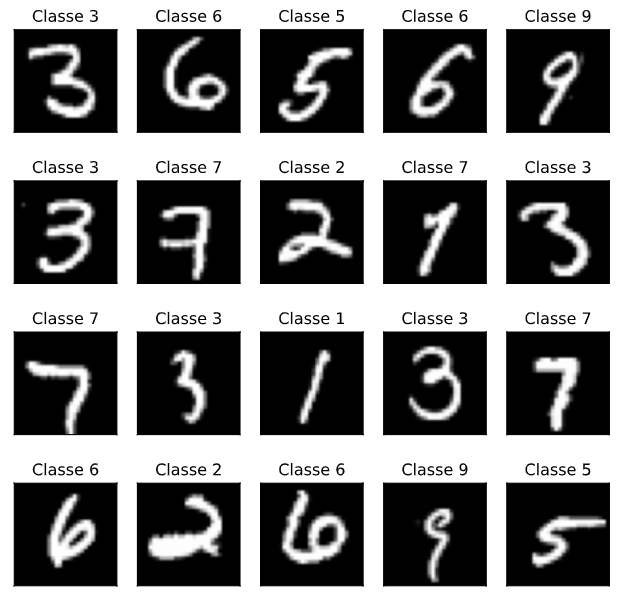 Classe 3 Classe 6 Classe 5 Classe 6 Classe 9
3 6 5 6 9
Classe 3 Classe 7 Classe 2 Classe 7 Classe 3
3 7 2 7 3
Classe 7 Classe 3 Classe 1 Classe 3 Classe 7
7 3 1 3 7
Classe 6 Classe 2 Classe 6 Classe 9 Classe 5
6 2 6 9 5